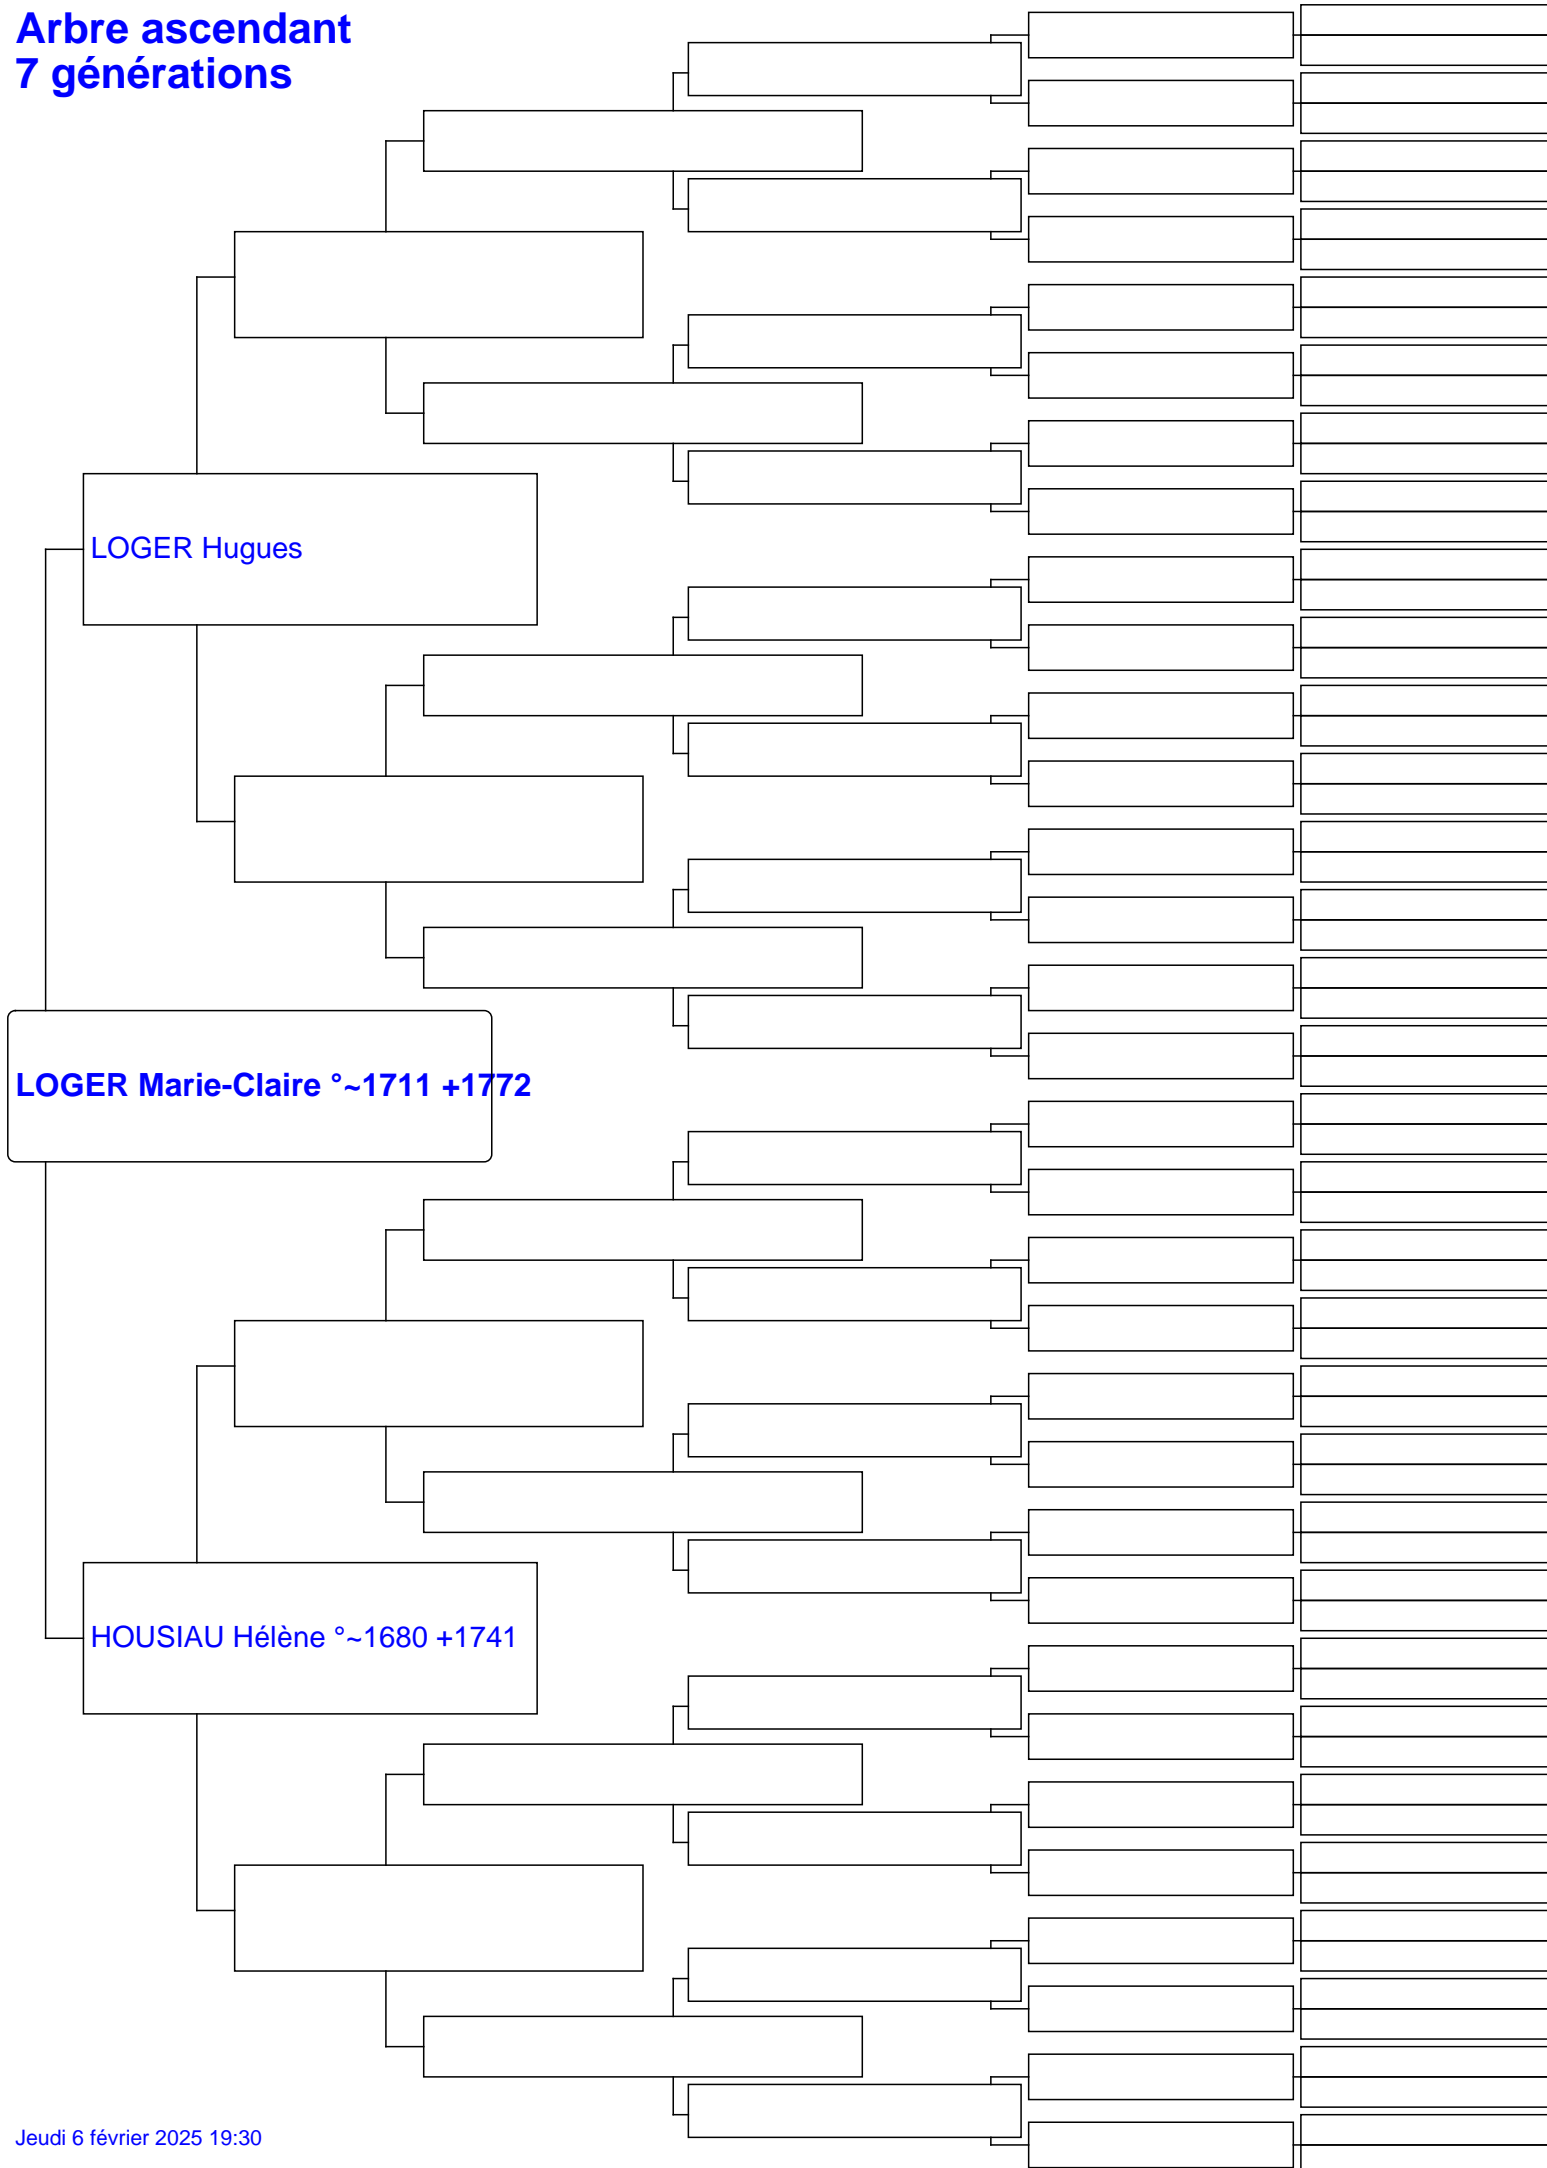 Arbre ascendant
7 générations
LOGER Hugues
LOGER Marie-Claire °~1711 +1772
HOUSIAU Hélène °~1680 +1741
Jeudi 6 février 2025 19:30